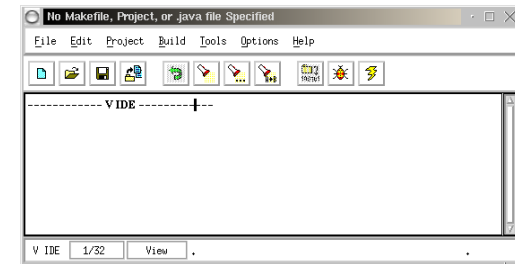 No Makefile, Project, or .java file Specified
File Edit Project Build Tools Options Help
------------ V IDE ------------
V IDE 1/32 View . .